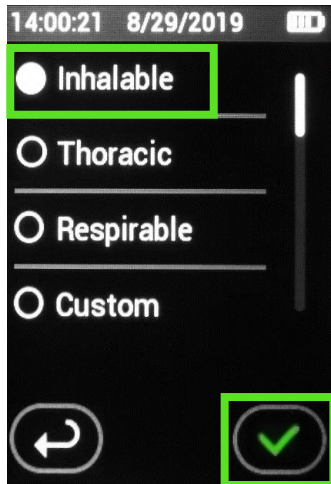 14:00:21 8/29/2019
Inhalable
Thoracic
Respirable
Custom